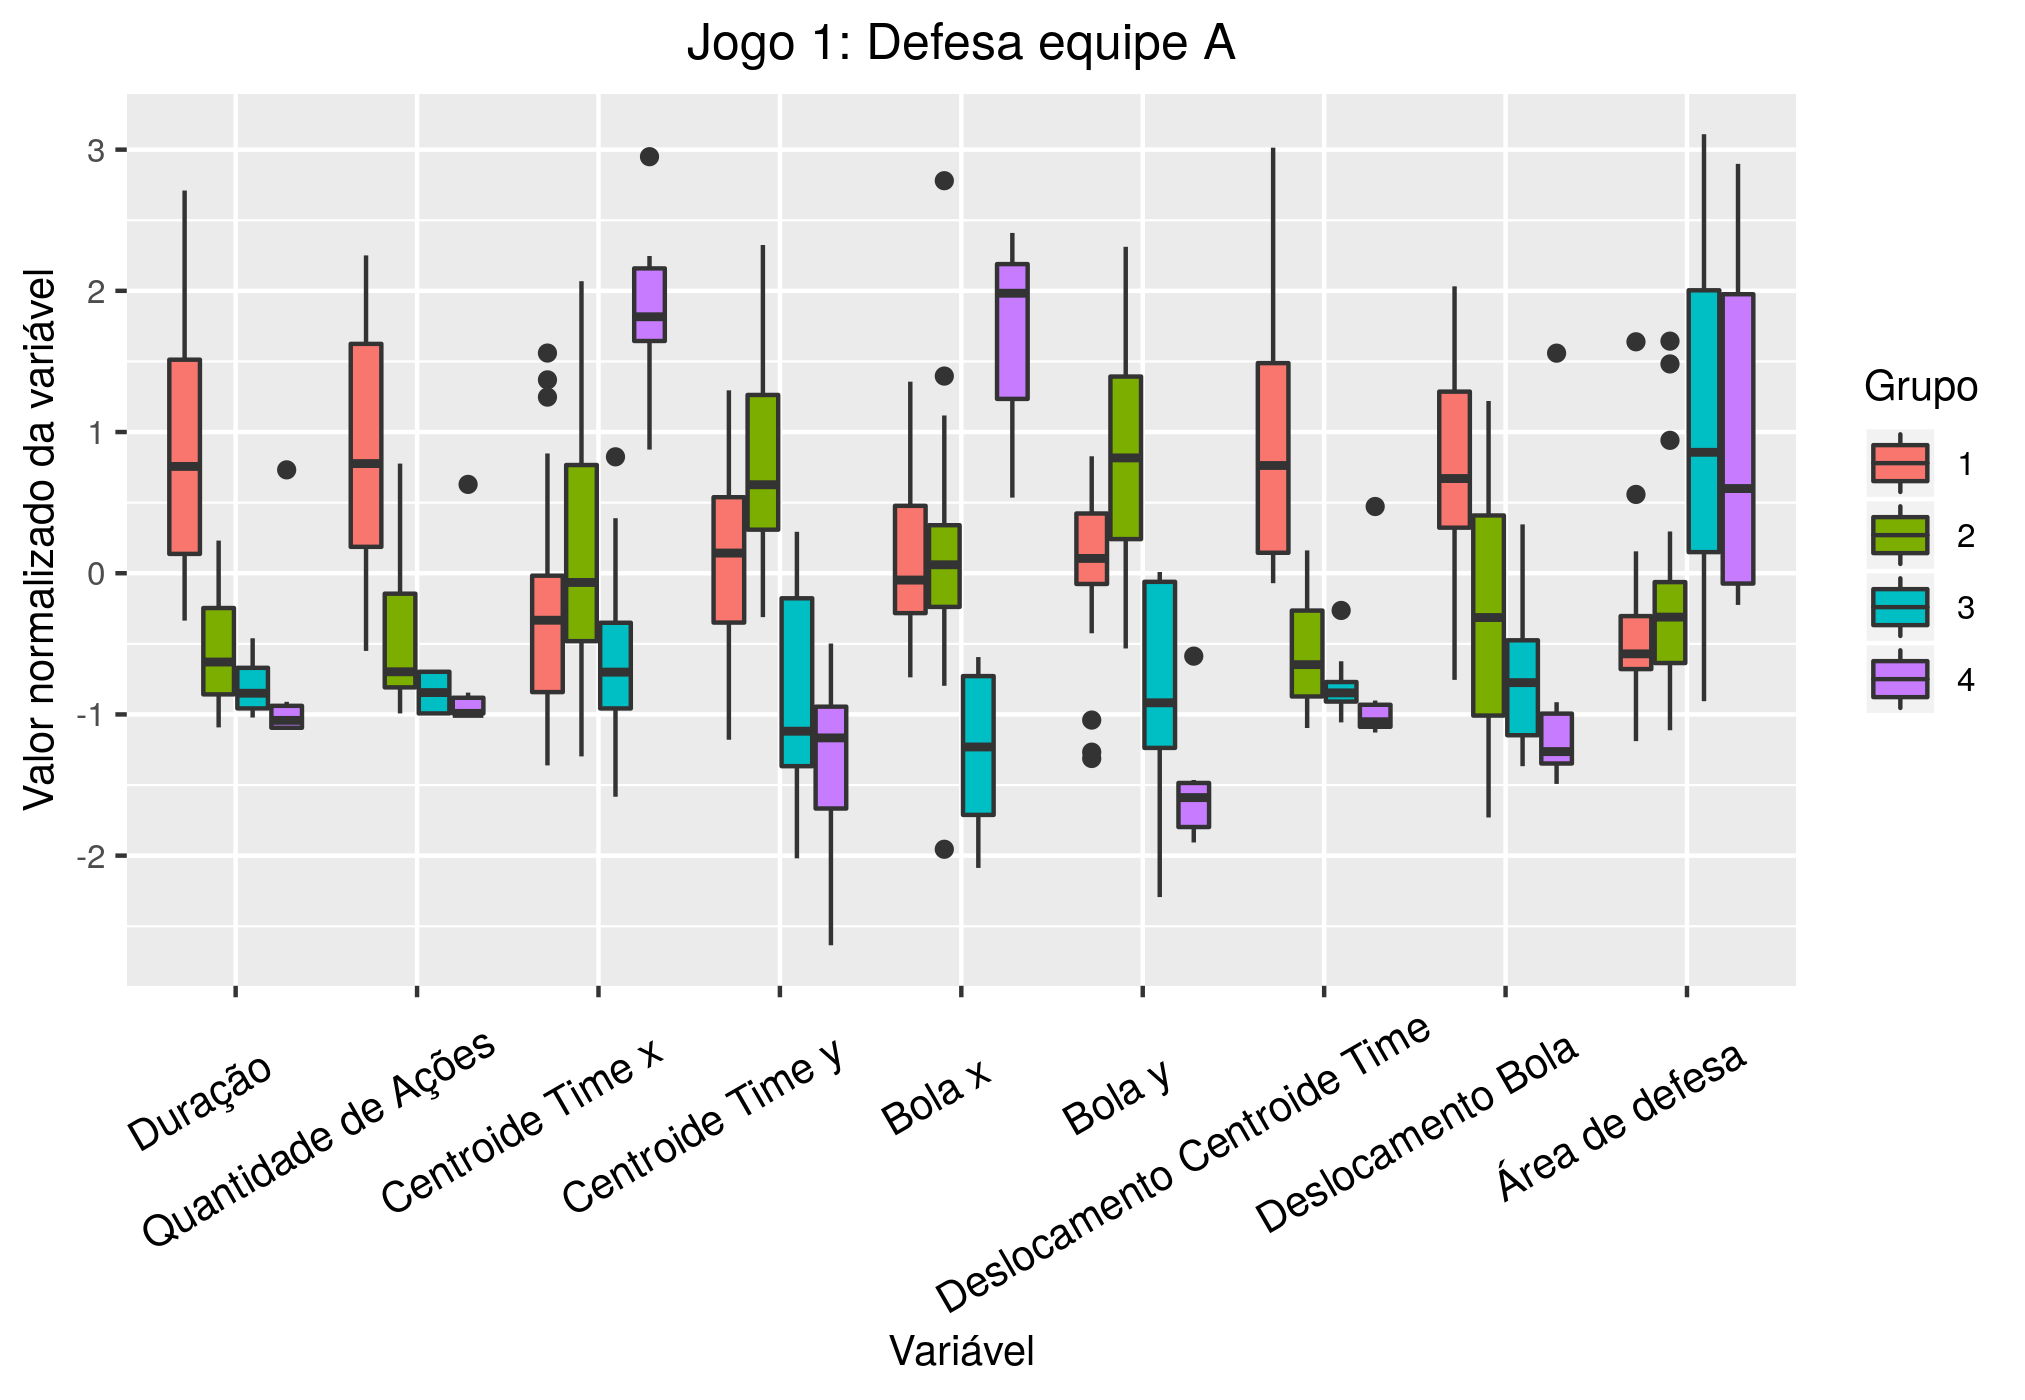 Jogo 1: Defesa equipe A
Valor normalizado da variável
3
2
1
0
-1
-2
Duração
Quantidade de Ações
Centroide Time x
Centroide Time y
Bola x
Bola y
Deslocamento Centroide Time
Deslocamento Bola
Área de defesa
Variável
Grupo
1
2
3
4